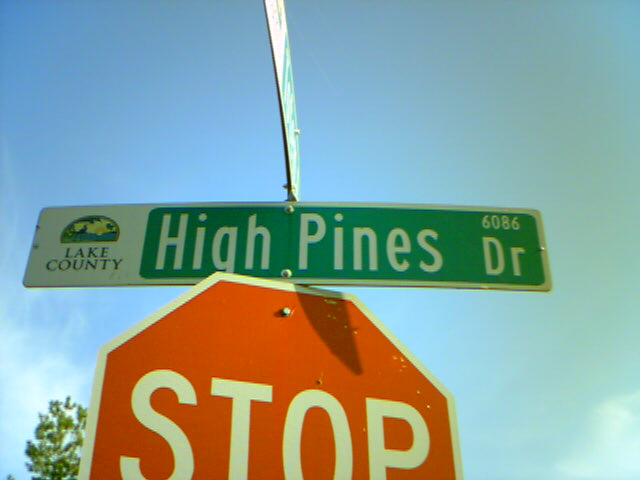 LAKE
COUNTY
High Pines Dr
6086
STOP